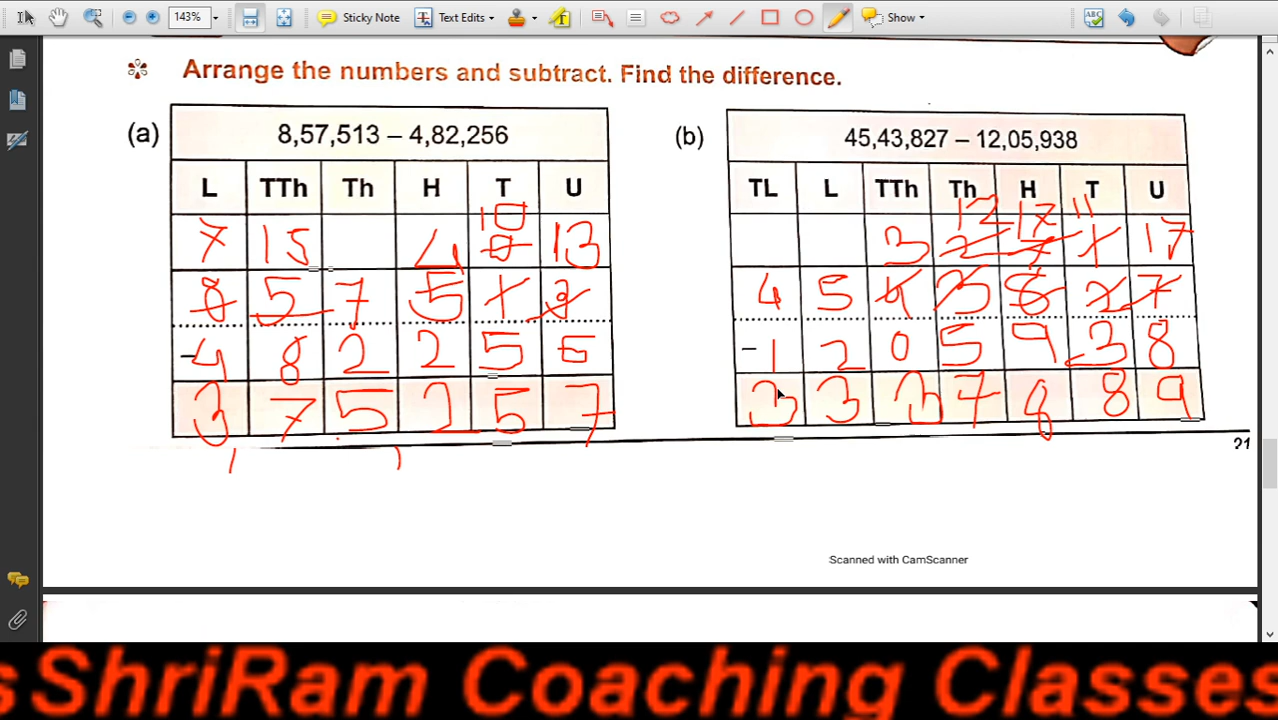 143% Sticky Note Text Edits Show
Arrange the numbers and subtract. Find the difference.
(a) 8,57,513 – 4,82,256
L TTh Th H T U
10
7 15 4 0 13
8 5 7 5 1 3
-4 8 2 2 5 6
3 7 5 2 5 7
(b) 45,43,827 – 12,05,938
TL L TTh Th H T U
12 17 11
3 2 7 1 17
4 5 4 3 8 2 7
-1 2 0 5 9 3 8
3 3 3 7 8 8 9
21
Scanned with CamScanner
s ShriRam Coaching Classes